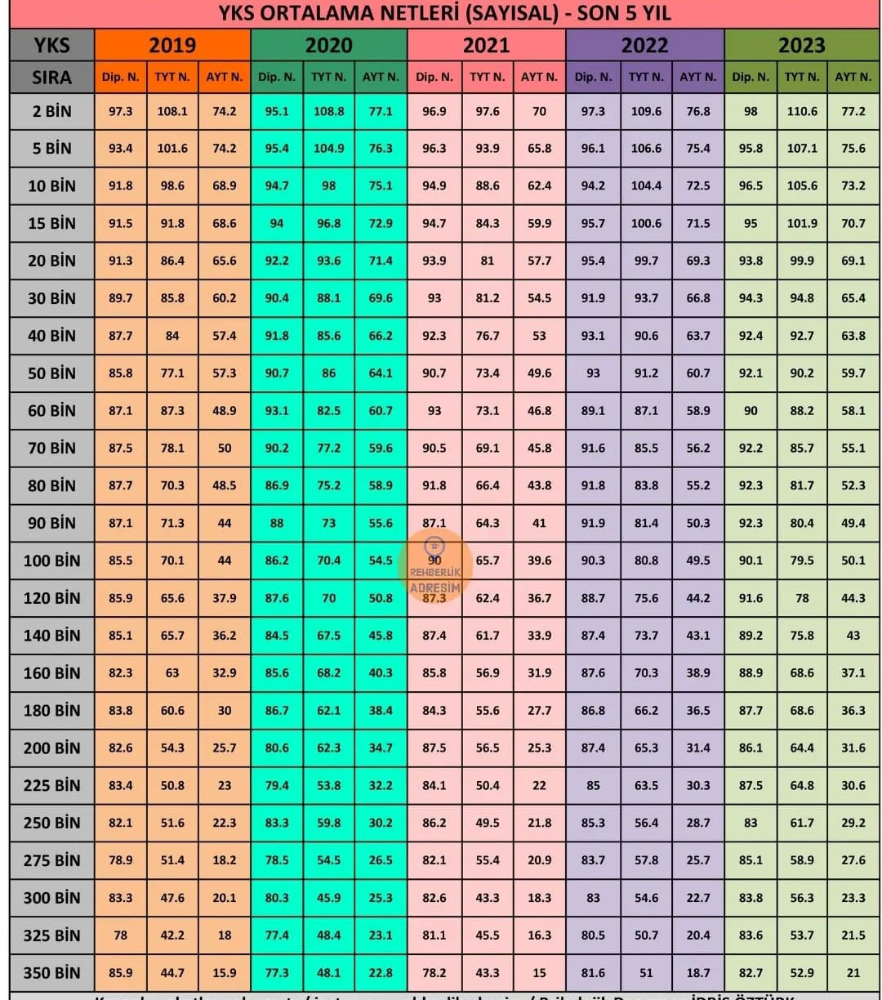 YKS ORTALAMA NETLERİ (SAYISAL) - SON 5 YIL
YKS 2019 2020 2021 2022 2023
SIRA Dip. N. TYT N. AYT N. Dip. N. TYT N. AYT N. Dip. N. TYT N. AYT N. Dip. N. TYT N. AYT N. Dip. N. TYT N. AYT N.
2 BİN 97.3 108.1 74.2 95.1 108.8 77.1 96.9 97.6 70 97.3 109.6 76.8 98 110.6 77.2
5 BİN 93.4 101.6 74.2 95.4 104.9 76.3 96.3 93.9 65.8 96.1 106.6 75.4 95.8 107.1 75.6
10 BİN 91.8 98.6 68.9 94.7 98 75.1 94.9 88.6 62.4 94.2 104.4 72.5 96.5 105.6 73.2
15 BİN 91.5 91.8 68.6 94 96.8 72.9 94.7 84.3 59.9 95.7 100.6 71.5 95 101.9 70.7
20 BİN 91.3 86.4 65.6 92.2 93.6 71.4 93.9 81 57.7 95.4 99.7 69.3 93.8 99.9 69.1
30 BİN 89.7 85.8 60.2 90.4 88.1 69.6 93 81.2 54.5 91.9 93.7 66.8 94.3 94.8 65.4
40 BİN 87.7 84 57.4 91.8 85.6 66.2 92.3 76.7 53 93.1 90.6 63.7 92.4 92.7 63.8
50 BİN 85.8 77.1 57.3 90.7 86 64.1 90.7 73.4 49.6 93 91.2 60.7 92.1 90.2 59.7
60 BİN 87.1 87.3 48.9 93.1 82.5 60.7 93 73.1 46.8 89.1 87.1 58.9 90 88.2 58.1
70 BİN 87.5 78.1 50 90.2 77.2 59.6 90.5 69.1 45.8 91.6 85.5 56.2 92.2 85.7 55.1
80 BİN 87.7 70.3 48.5 86.9 75.2 58.9 91.8 66.4 43.8 91.8 83.8 55.2 92.3 81.7 52.3
90 BİN 87.1 71.3 44 88 73 55.6 87.1 64.3 41 91.9 81.4 50.3 92.3 80.4 49.4
100 BİN 85.5 70.1 44 86.2 70.4 54.5 90 65.7 39.6 90.3 80.8 49.5 90.1 79.5 50.1
REHBERLİK
ADRESİM
120 BİN 85.9 65.6 37.9 87.6 70 50.8 87.3 62.4 36.7 88.7 75.6 44.2 91.6 78 44.3
140 BİN 85.1 65.7 36.2 84.5 67.5 45.8 87.4 61.7 33.9 87.4 73.7 43.1 89.2 75.8 43
160 BİN 82.3 63 32.9 85.6 68.2 40.3 85.8 56.9 31.9 87.6 70.3 38.9 88.9 68.6 37.1
180 BİN 83.8 60.6 30 86.7 62.1 38.4 84.3 55.6 27.7 86.8 66.2 36.5 87.7 68.6 36.3
200 BİN 82.6 54.3 25.7 80.6 62.3 34.7 87.5 56.5 25.3 87.4 65.3 31.4 86.1 64.4 31.6
225 BİN 83.4 50.8 23 79.4 53.8 32.2 84.1 50.4 22 85 63.5 30.3 87.5 64.8 30.6
250 BİN 82.1 51.6 22.3 83.3 59.8 30.2 86.2 49.5 21.8 85.3 56.4 28.7 83 61.7 29.2
275 BİN 78.9 51.4 18.2 78.5 54.5 26.5 82.1 55.4 20.9 83.7 57.8 25.7 85.1 58.9 27.6
300 BİN 83.3 47.6 20.1 80.3 45.9 25.3 82.6 43.3 18.3 83 54.6 22.7 83.8 56.3 23.3
325 BİN 78 42.2 18 77.4 48.4 23.1 81.1 45.5 16.3 80.5 50.7 20.4 83.6 53.7 21.5
350 BİN 85.9 44.7 15.9 77.3 48.1 22.8 78.2 43.3 15 81.6 51 18.7 82.7 52.9 21